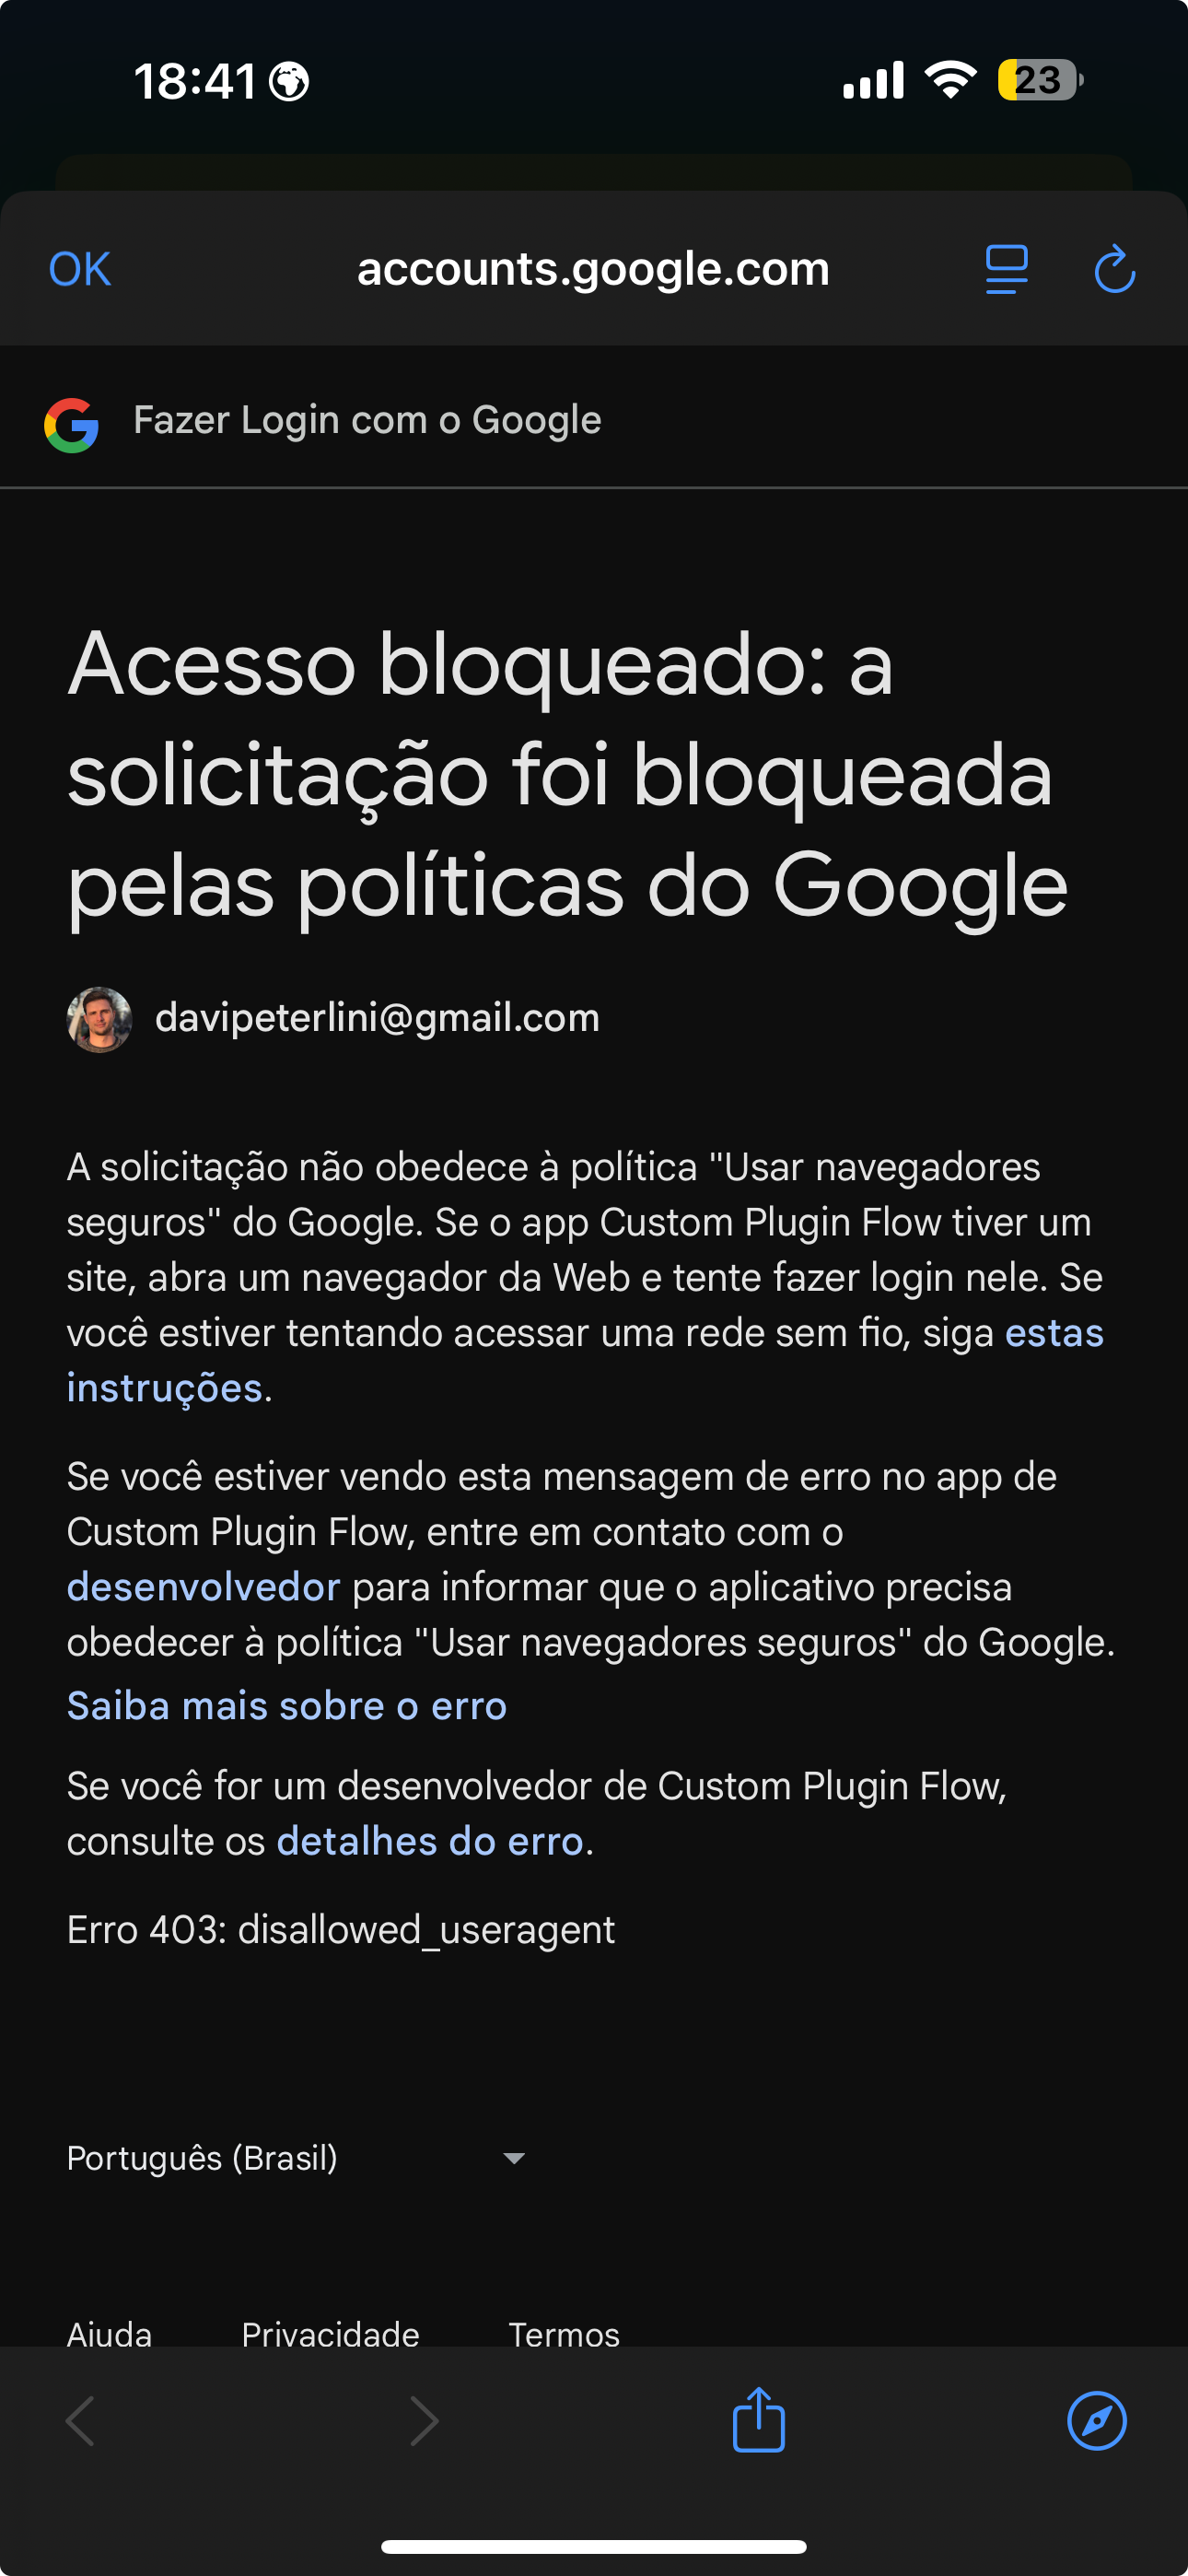 18:41
23
OK
accounts.google.com
Fazer Login com o Google
Acesso bloqueado: a
solicitação foi bloqueada
pelas políticas do Google
davipeterlini@gmail.com
A solicitação não obedece à política "Usar navegadores
seguros" do Google. Se o app Custom Plugin Flow tiver um
site, abra um navegador da Web e tente fazer login nele. Se
você estiver tentando acessar uma rede sem fio, siga estas
instruções.
Se você estiver vendo esta mensagem de erro no app de
Custom Plugin Flow, entre em contato com o
desenvolvedor para informar que o aplicativo precisa
obedecer à política "Usar navegadores seguros" do Google.
Saiba mais sobre o erro
Se você for um desenvolvedor de Custom Plugin Flow,
consulte os detalhes do erro.
Erro 403: disallowed_useragent
Português (Brasil)
Ajuda Privacidade Termos